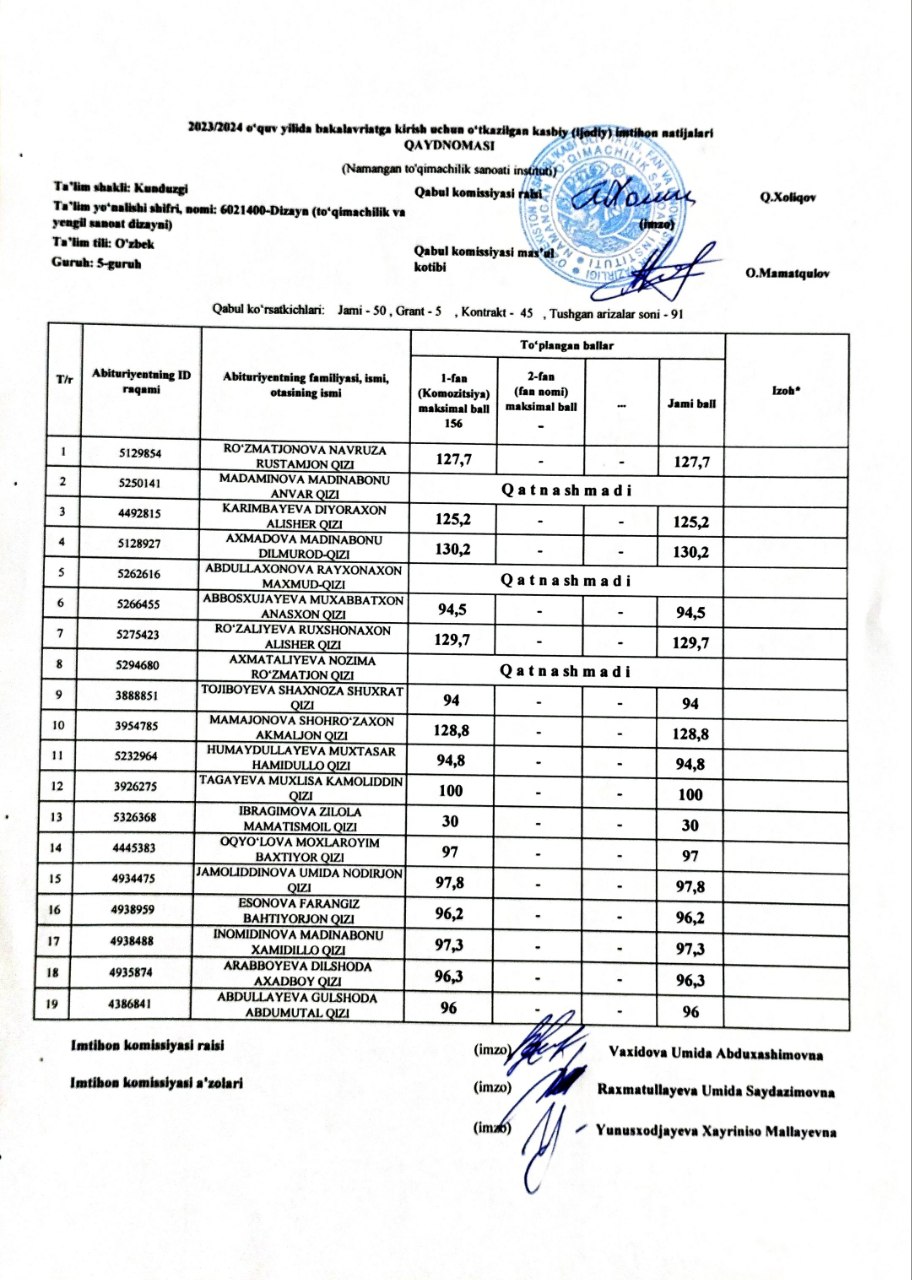 2023/2024 o‘quv yilida bakalavriatga kirish uchun o‘tkazilgan kasbiy (ijodiy) imtihon natijalari
QAYDNOMASI
(Namangan to'qimachilik sanoati instituti)
Ta’lim shakli: Kunduzgi
Ta’lim yo‘nalishi shifri, nomi: 6021400-Dizayn (to‘qimachilik va
yengil sanoat dizayni)
Ta’lim tili: O'zbek
Guruh: 5-guruh
Qabul komissiyasi raisi
(imzo)
Q.Xoliqov
Qabul komissiyasi mas’ul
kotibi
O.Mamatqulov
Qabul ko‘rsatkichlari: Jami - 50 , Grant - 5 , Kontrakt - 45 , Tushgan arizalar soni - 91
T/r
Abituriyentning ID
raqami
Abituriyentning familiyasi, ismi,
otasining ismi
To‘plangan ballar
1-fan
(Komozitsiya)
maksimal ball
156
2-fan
(fan nomi)
maksimal ball
-
...
Jami ball
Izoh*
1 5129854 RO‘ZMATJONOVA NAVRUZA
RUSTAMJON QIZI 127,7 - - 127,7
2 5250141 MADAMINOVA MADINABONU
ANVAR QIZI Qatnashmadi
3 4492815 KARIMBAYEVA DIYORAXON
ALISHER QIZI 125,2 - - 125,2
4 5128927 AXMADOVA MADINABONU
DILMUROD-QIZI 130,2 - - 130,2
5 5262616 ABDULLAXONOVA RAYXONAXON
MAXMUD-QIZI Qatnashmadi
6 5266455 ABBOSXUJAYEVA MUXABBATXON
ANASXON QIZI 94,5 - - 94,5
7 5275423 RO‘ZALIYEVA RUXSHONAXON
ALISHER QIZI 129,7 - - 129,7
8 5294680 AXMATALIYEVA NOZIMA
RO‘ZMATJON QIZI Qatnashmadi
9 3888851 TOJIBOYEVA SHAXNOZA SHUXRAT
QIZI 94 - - 94
10 3954785 MAMAJONOVA SHOHRO‘ZAXON
AKMALJON QIZI 128,8 - - 128,8
11 5232964 HUMAYDULLAYEVA MUXTASAR
HAMIDULLO QIZI 94,8 - - 94,8
12 3926275 TAGAYEVA MUXLISA KAMOLIDDIN
QIZI 100 - - 100
13 5326368 IBRAGIMOVA ZILOLA
MAMATISMOIL QIZI 30 - - 30
14 4445383 OQYO‘LOVA MOXLAROYIM
BAXTIYOR QIZI 97 - - 97
15 4934475 JAMOLIDDINOVA UMIDA NODIRJON
QIZI 97,8 - - 97,8
16 4938959 ESONOVA FARANGIZ
BAHTIYORJON QIZI 96,2 - - 96,2
17 4938488 INOMIDINOVA MADINABONU
XAMIDILLO QIZI 97,3 - - 97,3
18 4935874 ARABBOYEVA DILSHODA
AXADBOY QIZI 96,3 - - 96,3
19 4386841 ABDULLAYEVA GULSHODA
ABDUMUTAL QIZI 96 - - 96
Imtihon komissiyasi raisi (imzo) Vaxidova Umida Abduxashimovna
Imtihon komissiyasi a’zolari (imzo) Raxmatullayeva Umida Saydazimovna
(imzo) Yunusxodjayeva Xayriniso Mallayevna